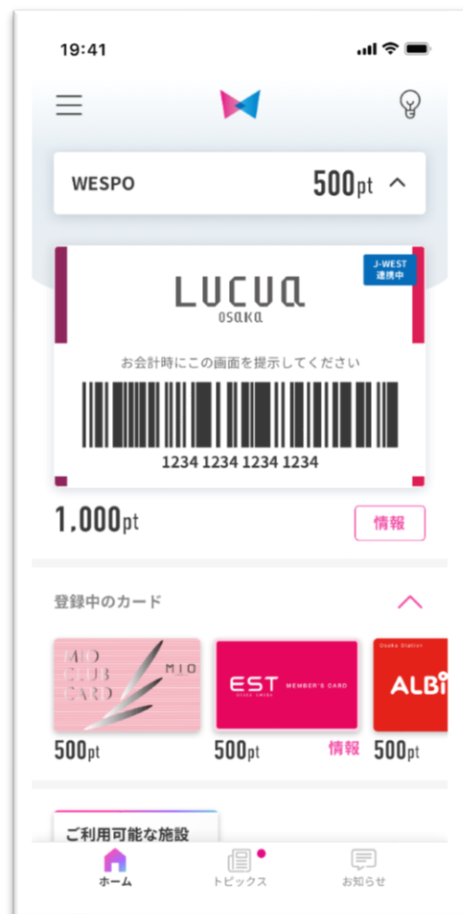 19:41
WESPO 500pt
J-WEST
連携中
LUCUA
OSAKA
お会計時にこの画面を提示してください
1234 1234 1234 1234
1,000pt 情報
登録中のカード
MIO
CLUB
CARD
MIO
EST MEMBER'S CARD
Osaka Station
ALBi
500pt 500pt 情報 500pt
ご利用可能な施設
ホーム トピックス お知らせ